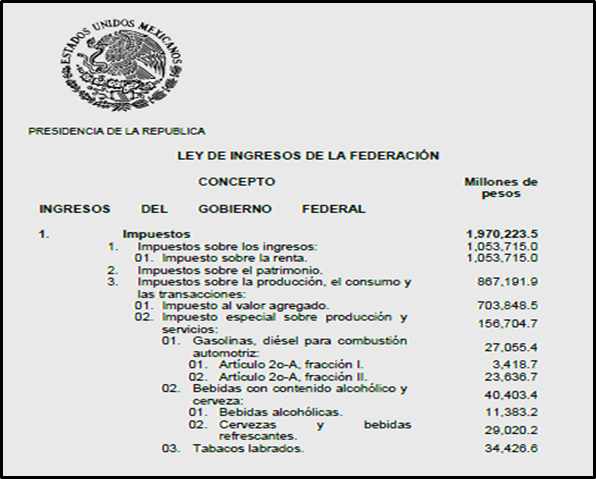 ESTADOS UNIDOS MEXICANOS
PRESIDENCIA DE LA REPUBLICA
LEY DE INGRESOS DE LA FEDERACIÓN
CONCEPTO Millones de
pesos
INGRESOS DEL GOBIERNO FEDERAL
1. Impuestos 1,970,223.5
1. Impuestos sobre los ingresos: 1,053,715.0
01. Impuesto sobre la renta. 1,053,715.0
2. Impuestos sobre el patrimonio.
3. Impuestos sobre la producción, el consumo y 867,191.9
las transacciones:
01. Impuesto al valor agregado. 703,848.5
02. Impuesto especial sobre producción y 156,704.7
servicios:
01. Gasolinas, diésel para combustión 27,055.4
automotriz:
01. Artículo 2o-A, fracción I. 3,418.7
02. Artículo 2o-A, fracción II. 23,636.7
02. Bebidas con contenido alcohólico y 40,403.4
cerveza:
01. Bebidas alcohólicas. 11,383.2
02. Cervezas y bebidas 29,020.2
refrescantes.
03. Tabacos labrados. 34,426.6